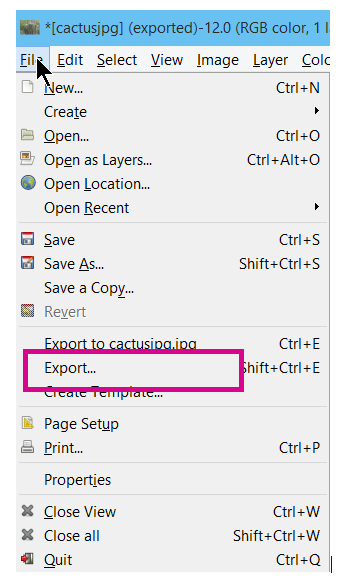 *[cactusjpg] (exported)-12.0 (RGB color, 1 l
File Edit Select View Image Layer Colo
New... Ctrl+N
Create
Open... Ctrl+O
Open as Layers... Ctrl+Alt+O
Open Location...
Open Recent
Save Ctrl+S
Save As... Shift+Ctrl+S
Save a Copy...
Revert
Export to cactusjpg.jpg Ctrl+E
Export... Shift+Ctrl+E
Create Template...
Page Setup
Print... Ctrl+P
Properties
Close View Ctrl+W
Close all Shift+Ctrl+W
Quit Ctrl+Q